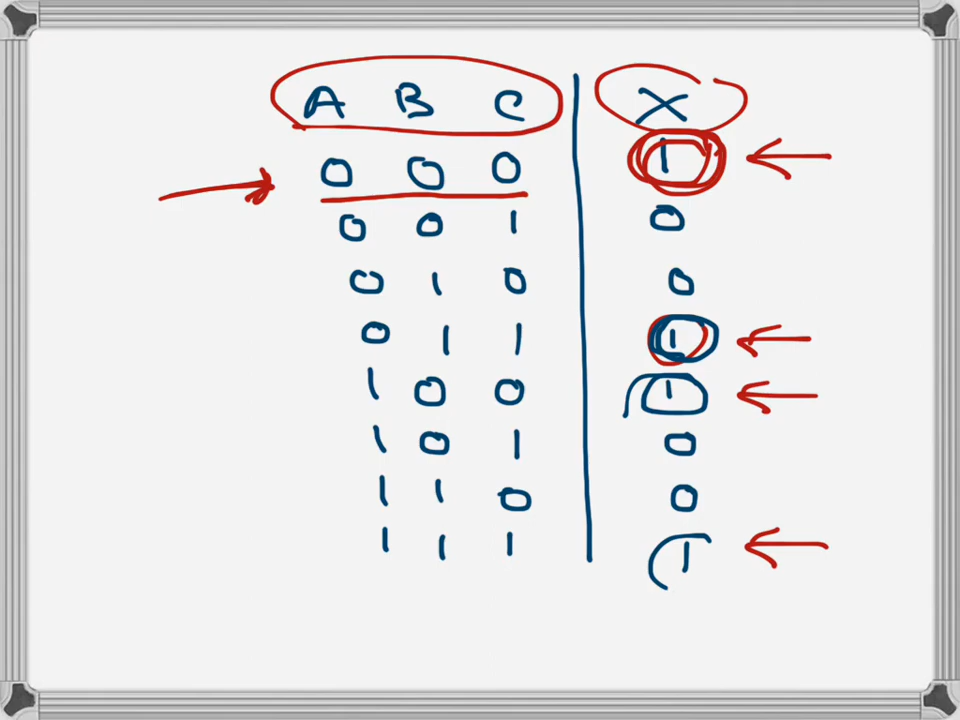 A B C X
0 0 0 1
0 0 1 0
0 1 0 0
0 1 1 1
1 0 0 1
1 0 1 0
1 1 0 0
1 1 1 1